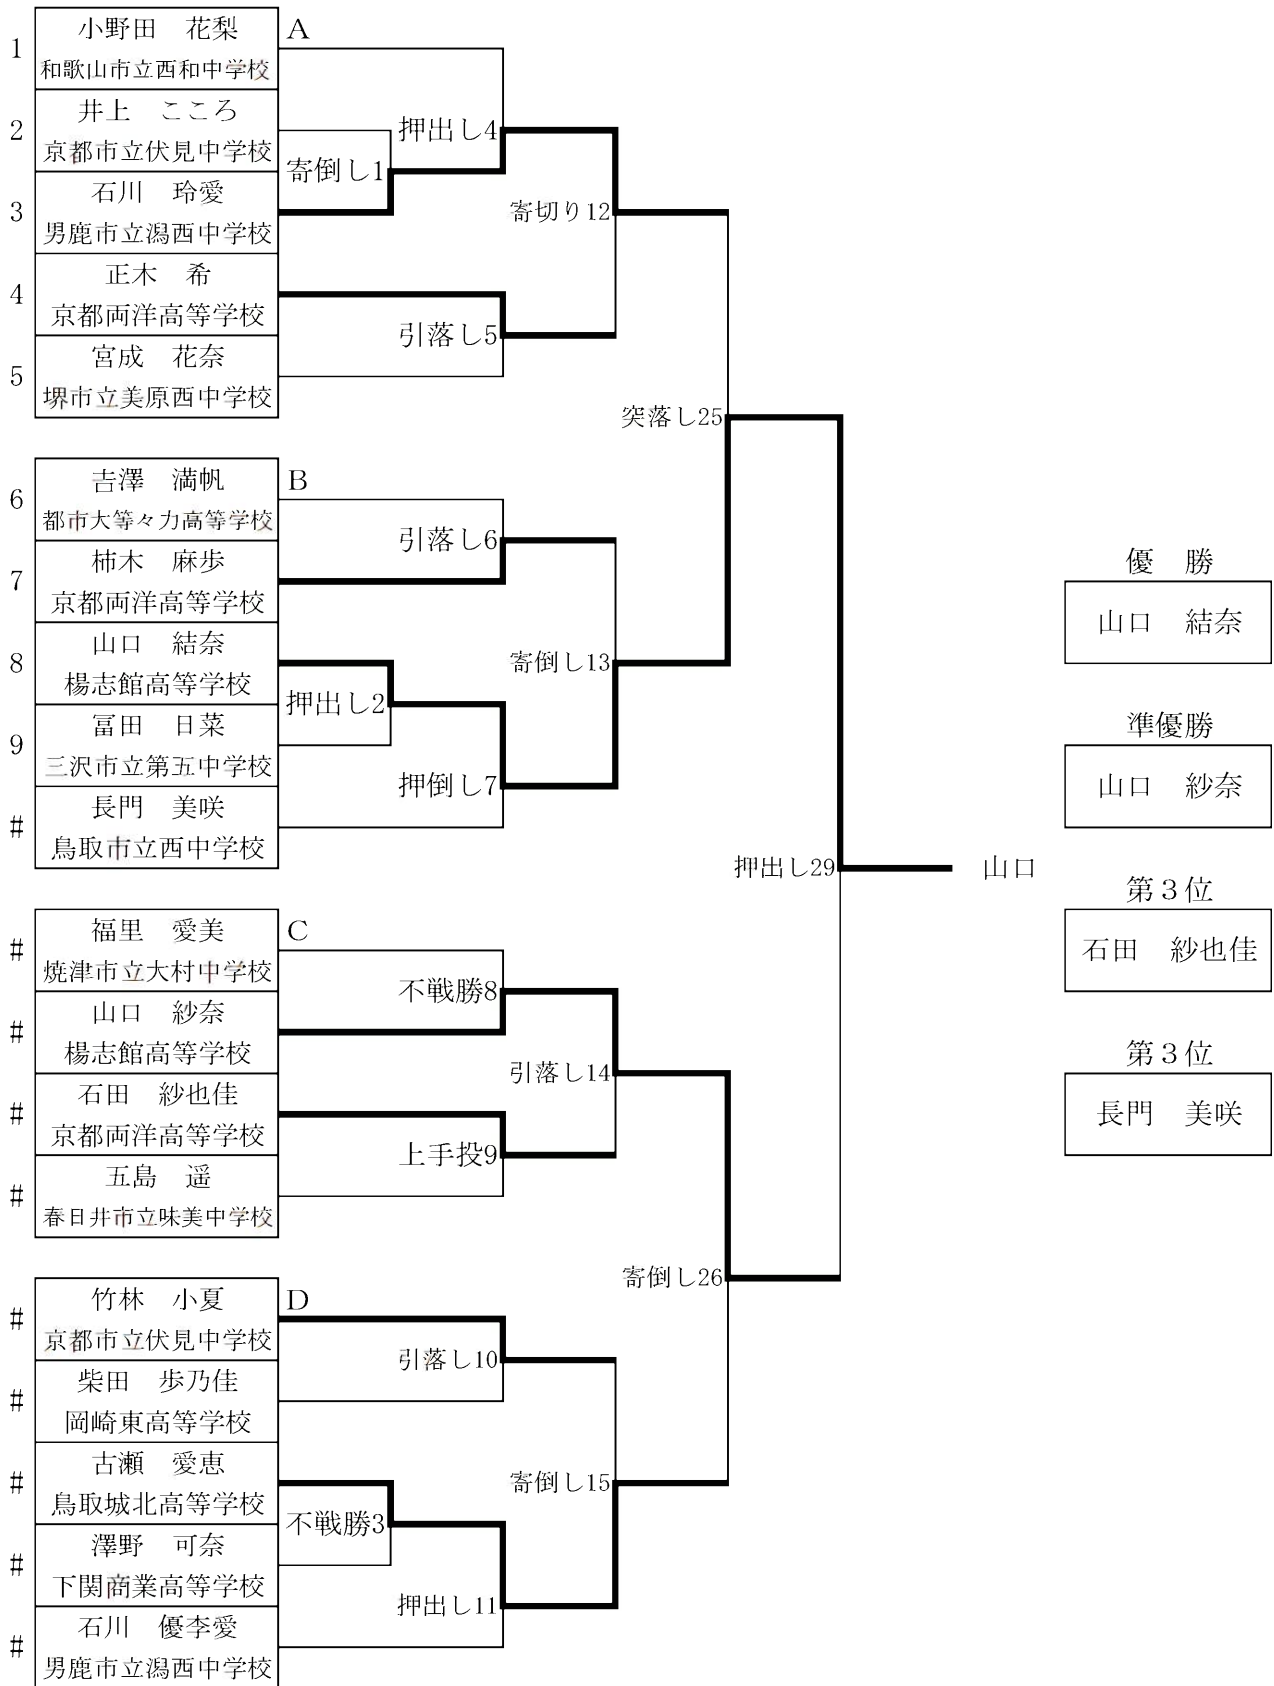 小野田　花梨 A
1
和歌山市立西和中学校
井上　こころ
2 押出し4
京都市立伏見中学校
寄倒し1
石川　玲愛
3 寄切り12
男鹿市立潟西中学校
正木　希
4
京都両洋高等学校
引落し5
宮成　花奈
5
堺市立美原西中学校
突落し25
吉澤　満帆 B
6
都市大等々力高等学校
引落し6
柿木　麻歩
7
京都両洋高等学校
山口　結奈
8 寄倒し13
楊志館高等学校
押出し2
冨田　日菜
9
三沢市立第五中学校
押倒し7
長門　美咲
#
鳥取市立西中学校
押出し29 山口
福里　愛美 C
#
焼津市立大村中学校
不戦勝8
山口　紗奈
#
楊志館高等学校
引落し14
石田　紗也佳
#
京都両洋高等学校
上手投9
五島　遥
#
春日井市立味美中学校
寄倒し26
竹林　小夏 D
#
京都市立伏見中学校
引落し10
柴田　歩乃佳
#
岡崎東高等学校
古瀬　愛恵
# 寄倒し15
鳥取城北高等学校
不戦勝3
澤野　可奈
#
下関商業高等学校
押出し11
石川　優李愛
#
男鹿市立潟西中学校
優　勝
山口　結奈
準優勝
山口　紗奈
第３位
石田　紗也佳
第３位
長門　美咲